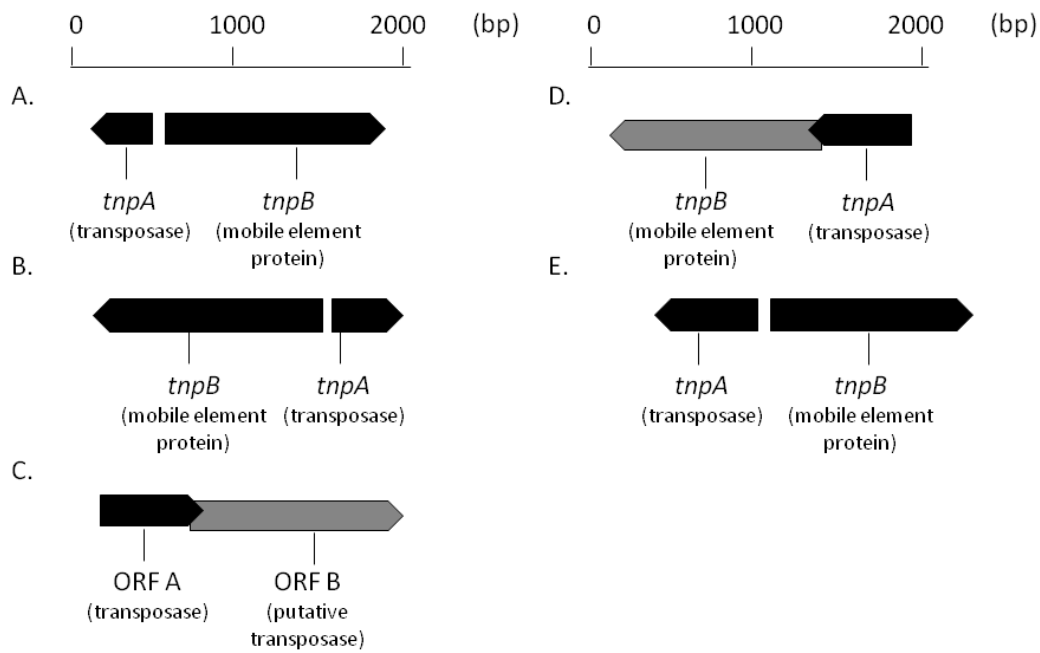 0 1000 2000 (bp)
A.
tnpA tnpB
(transposase) (mobile element
protein)
B.
tnpB tnpA
(mobile element (transposase)
protein)
C.
ORF A ORF B
(transposase) (putative
transposase)
0 1000 2000 (bp)
D.
tnpB tnpA
(mobile element (transposase)
protein)
E.
tnpA tnpB
(transposase) (mobile element
protein)